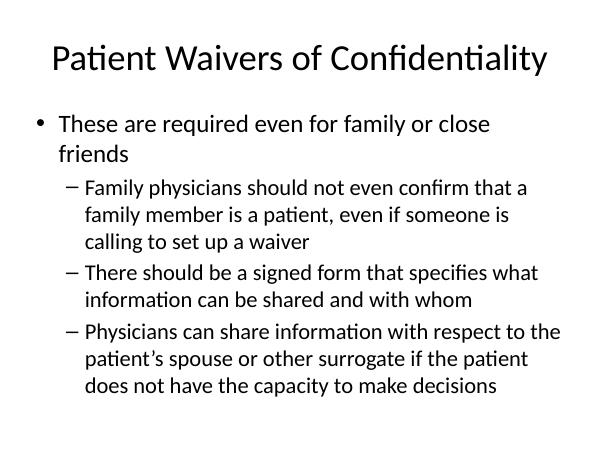 Patient Waivers of Confidentiality
• These are required even for family or close
friends
– Family physicians should not even confirm that a
family member is a patient, even if someone is
calling to set up a waiver
– There should be a signed form that specifies what
information can be shared and with whom
– Physicians can share information with respect to the
patient’s spouse or other surrogate if the patient
does not have the capacity to make decisions